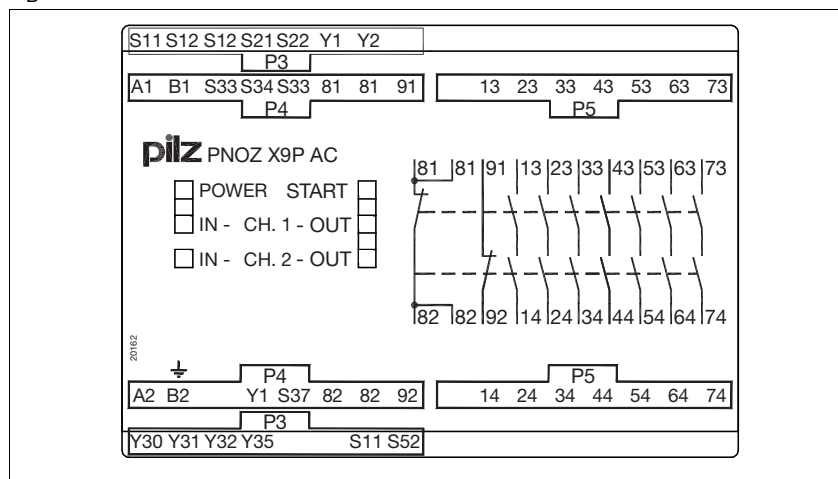 S11 S12 S12 S21 S22 Y1 Y2
P3
A1 B1 S33 S34 S33 81 81 91
13 23 33 43 53 63 73
P4
P5
pilz PNOZ X9P AC
POWER START
IN - CH. 1 - OUT
IN - CH. 2 - OUT
81 81 91 13 23 33 43 53 63 73
82 82 92 14 24 34 44 54 64 74
20162
P4
P5
A2 B2 Y1 S37 82 82 92
14 24 34 44 54 64 74
P3
Y30 Y31 Y32 Y35 S11 S52